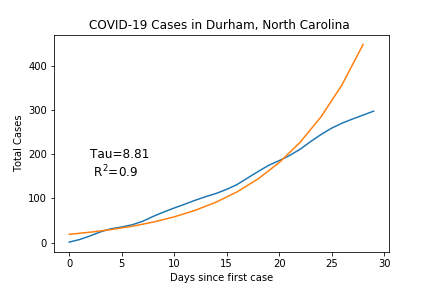 COVID-19 Cases in Durham, North Carolina
Total Cases
400
300
200
100
0
Tau=8.81
R²=0.9
0 5 10 15 20 25 30
Days since first case